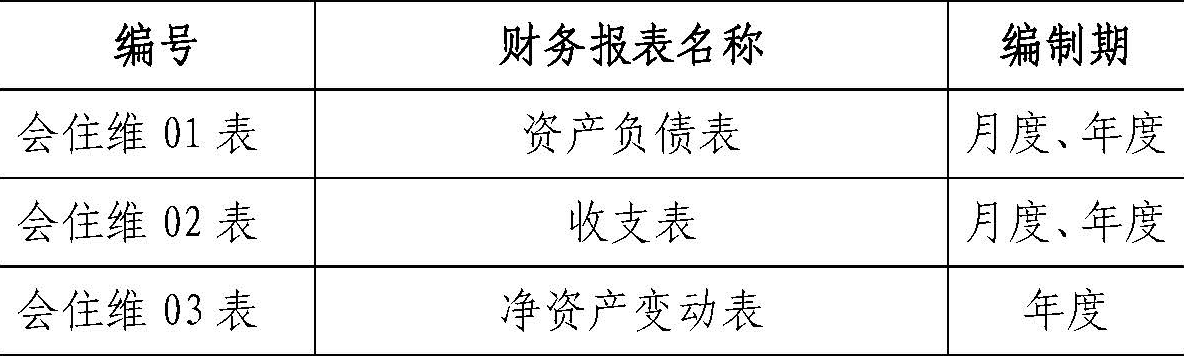 编号 财务报表名称 编制期
会住维 01 表 资产负债表 月度、年度
会住维 02 表 收支表 月度、年度
会住维 03 表 净资产变动表 年度